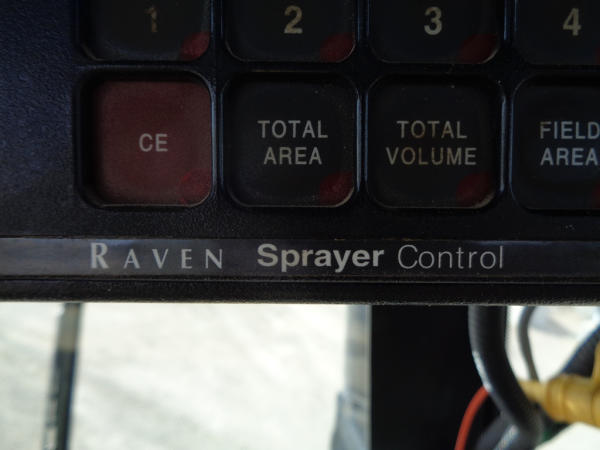 1 2 3 4
CE TOTAL AREA TOTAL VOLUME FIELD AREA
RAVEN Sprayer Control